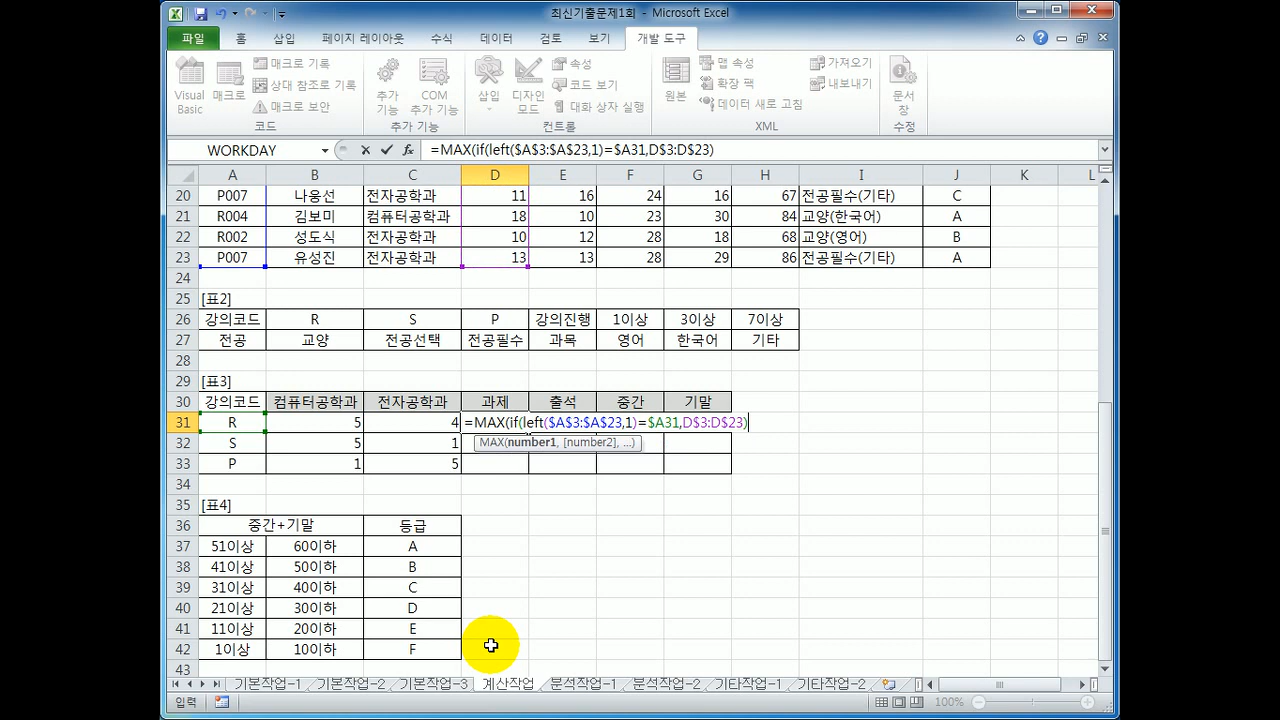 최신기출문제1회 - Microsoft Excel
파일 홈 삽입 페이지 레이아웃 수식 데이터 검토 보기 개발 도구
Visual Basic 매크로 매크로 기록 상대 참조로 기록 매크로 보안 코드
추가 기능 COM 추가 기능 추가 기능
삽입 디자인 모드 속성 코드 보기 대화 상자 실행 컨트롤
원본 맵 속성 확장 팩 데이터 새로 고침 가져오기 내보내기 XML
문서 창 수정
WORKDAY =MAX(if(left($A$3:$A$23,1)=$A31,D$3:D$23)
A B C D E F G H I J K L
20 P007 나웅선 전자공학과 11 16 24 16 67 전공필수(기타) C
21 R004 김보미 컴퓨터공학과 18 10 23 30 84 교양(한국어) A
22 R002 성도식 전자공학과 10 12 28 18 68 교양(영어) B
23 P007 유성진 전자공학과 13 13 28 29 86 전공필수(기타) A
24
25 [표2]
26 강의코드 R S P 강의진행 1이상 3이상 7이상
27 전공 교양 전공선택 전공필수 과목 영어 한국어 기타
28
29 [표3]
30 강의코드 컴퓨터공학과 전자공학과 과제 출석 중간 기말
31 R 5 4 =MAX(if(left($A$3:$A$23,1)=$A31,D$3:D$23)
32 S 5 1 MAX(number1, [number2], ...)
33 P 1 5
34
35 [표4]
36 중간+기말 등급
37 51이상 60이하 A
38 41이상 50이하 B
39 31이상 40이하 C
40 21이상 30이하 D
41 11이상 20이하 E
42 1이상 10이하 F
43
기본작업-1 기본작업-2 기본작업-3 계산작업 분석작업-1 분석작업-2 기타작업-1 기타작업-2
입력 100%